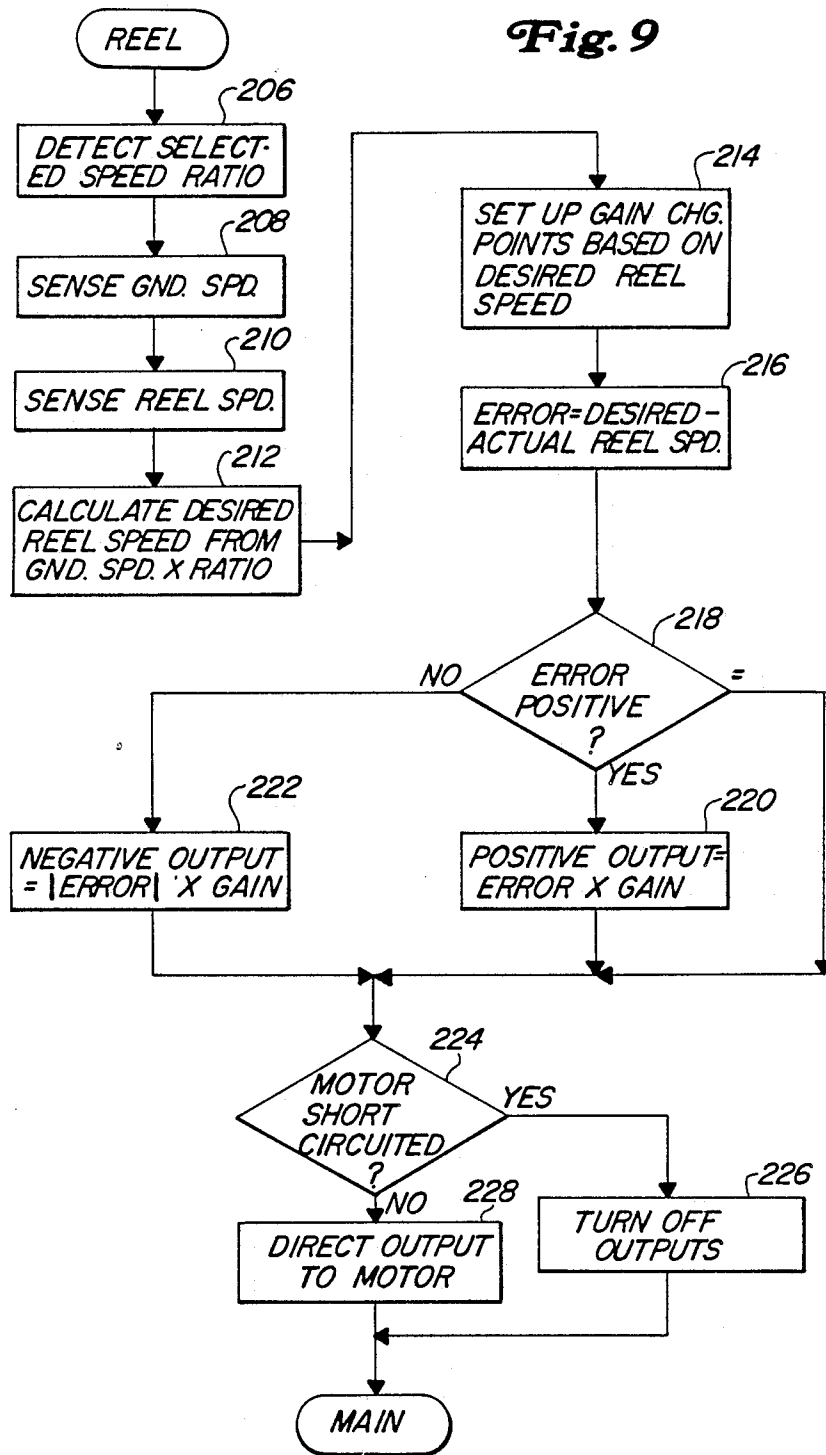 Fig. 9
REEL
206
DETECT SELECT-
ED SPEED RATIO
208
SENSE GND. SPD.
210
SENSE REEL SPD.
212
CALCULATE DESIRED
REEL SPEED FROM
GND. SPD. X RATIO
214
SET UP GAIN CHG.
POINTS BASED ON
DESIRED REEL
SPEED
216
ERROR=DESIRED-
ACTUAL REEL SPD.
218
ERROR
POSITIVE
?
NO
=
YES
222
NEGATIVE OUTPUT
= |ERROR| X GAIN
220
POSITIVE OUTPUT=
ERROR X GAIN
224
MOTOR
SHORT
CIRCUITED
?
YES
NO
226
TURN OFF
OUTPUTS
228
DIRECT OUTPUT
TO MOTOR
MAIN